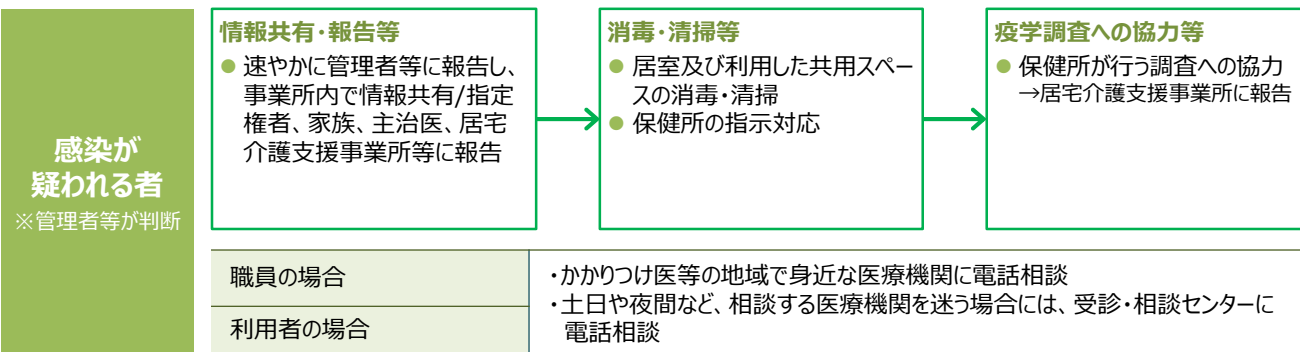 感染が
疑われる者
※管理者等が判断
情報共有・報告等
● 速やかに管理者等に報告し、
事業所内で情報共有/指定
権者、家族、主治医、居宅
介護支援事業所等に報告
消毒・清掃等
● 居室及び利用した共用スペー
スの消毒・清掃
● 保健所の指示対応
疫学調査への協力等
● 保健所が行う調査への協力
→居宅介護支援事業所に報告
職員の場合
利用者の場合
・かかりつけ医等の地域で身近な医療機関に電話相談
・土日や夜間など、相談する医療機関を迷う場合には、受診・相談センターに
電話相談